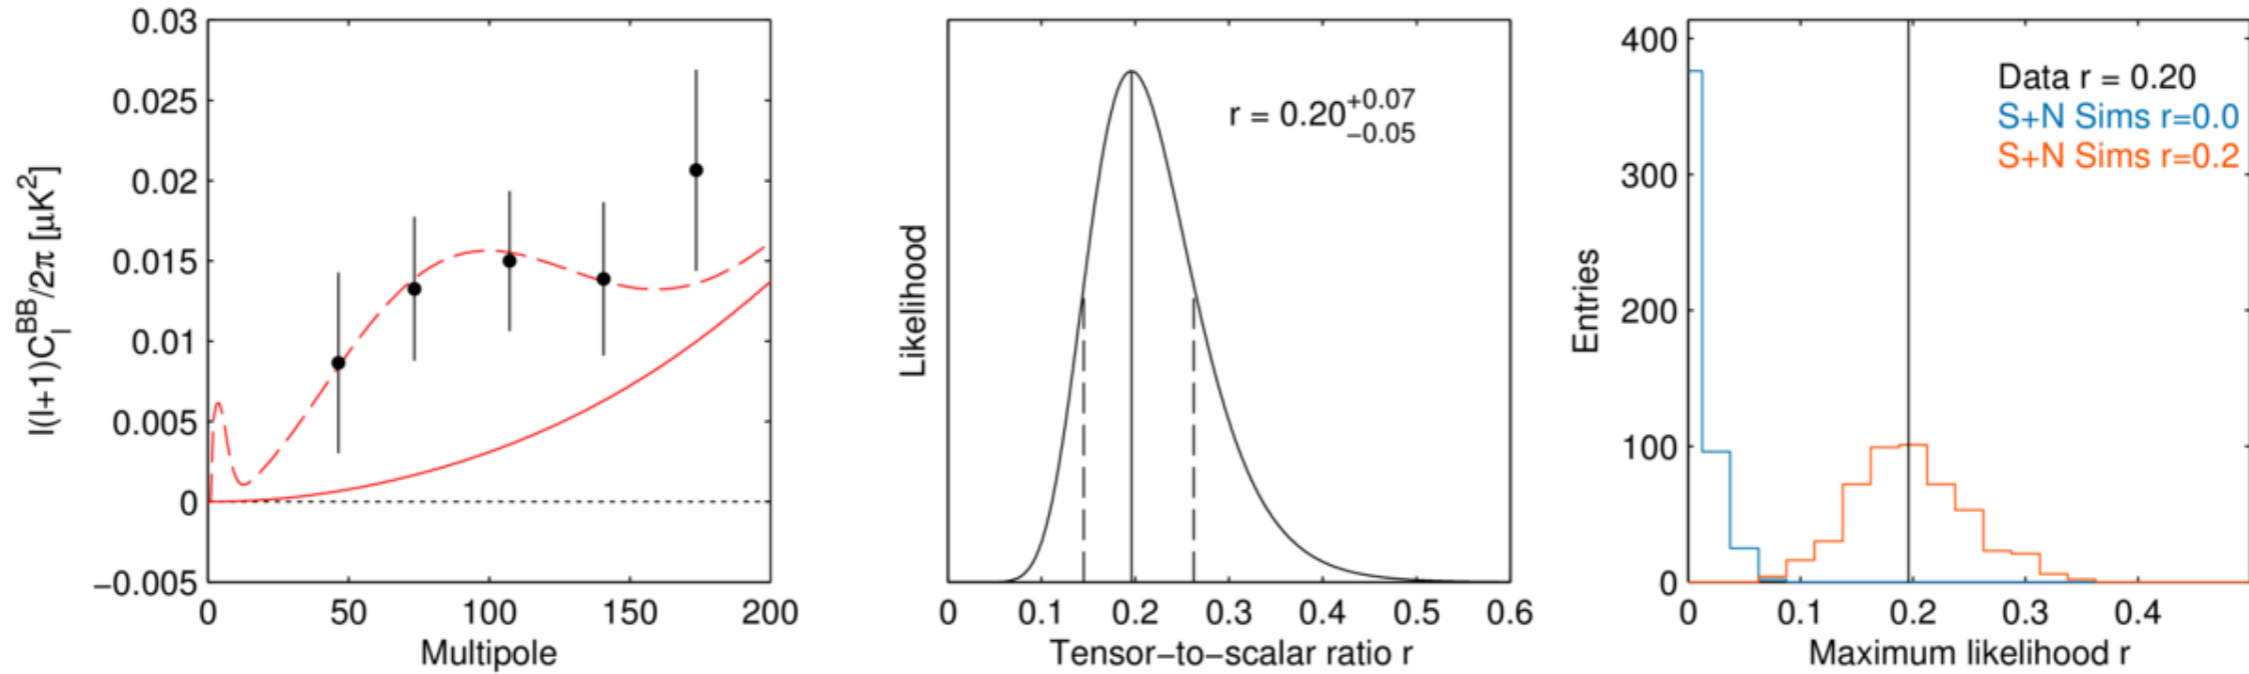 0.03
0.025
0.02
0.015
0.01
0.005
0
−0.005
l(l+1)C_l^BB/2π [μK²]
0 50 100 150 200
Multipole
r = 0.20 +0.07 −0.05
Likelihood
0 0.1 0.2 0.3 0.4 0.5 0.6
Tensor−to−scalar ratio r
400
300
200
100
0
Entries
Data r = 0.20
S+N Sims r=0.0
S+N Sims r=0.2
0 0.1 0.2 0.3 0.4
Maximum likelihood r